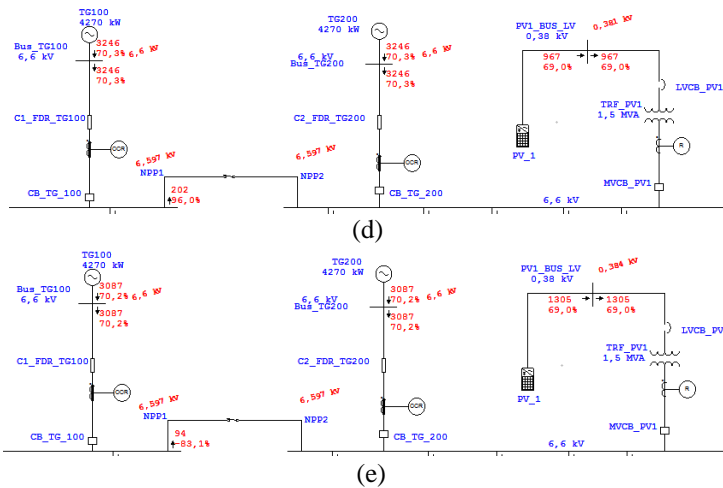 TG100
4270 kW
Bus_TG100
6,6 kV
3246
70,3%
6,6 kV
3246
70,3%
C1_FDR_TG100
OCR
CB_TG_100
6,597 kV
NPP1
202
96,0%
6,597 kV
NPP2
TG200
4270 kW
6,6 kV
Bus_TG200
3246
70,3%
6,6 kV
3246
70,3%
C2_FDR_TG200
OCR
CB_TG_200
PV1_BUS_LV
0,38 kV
0,381 kV
967
69,0%
967
69,0%
LVCB_PV1
TRF_PV1
1,5 MVA
PV_1
R
MVCB_PV1
6,6 kV
(d)
TG100
4270 kW
Bus_TG100
6,6 kV
3087
70,2%
6,6 kV
3087
70,2%
C1_FDR_TG100
OCR
CB_TG_100
6,597 kV
NPP1
94
-83,1%
6,597 kV
NPP2
TG200
4270 kW
6,6 kV
Bus_TG200
3087
70,2%
6,6 kV
3087
70,2%
C2_FDR_TG200
OCR
CB_TG_200
PV1_BUS_LV
0,38 kV
0,384 kV
1305
69,0%
1305
69,0%
LVCB_PV1
TRF_PV1
1,5 MVA
PV_1
R
MVCB_PV1
6,6 kV
(e)